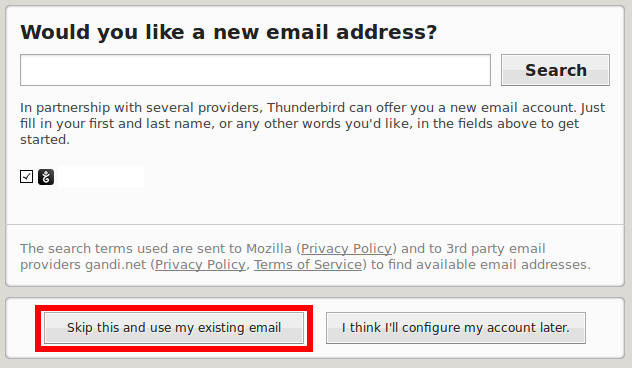 Would you like a new email address?
Search
In partnership with several providers, Thunderbird can offer you a new email account. Just
fill in your first and last name, or any other words you'd like, in the fields above to get
started.
The search terms used are sent to Mozilla (Privacy Policy) and to 3rd party email
providers gandi.net (Privacy Policy, Terms of Service) to find available email addresses.
Skip this and use my existing email
I think I'll configure my account later.